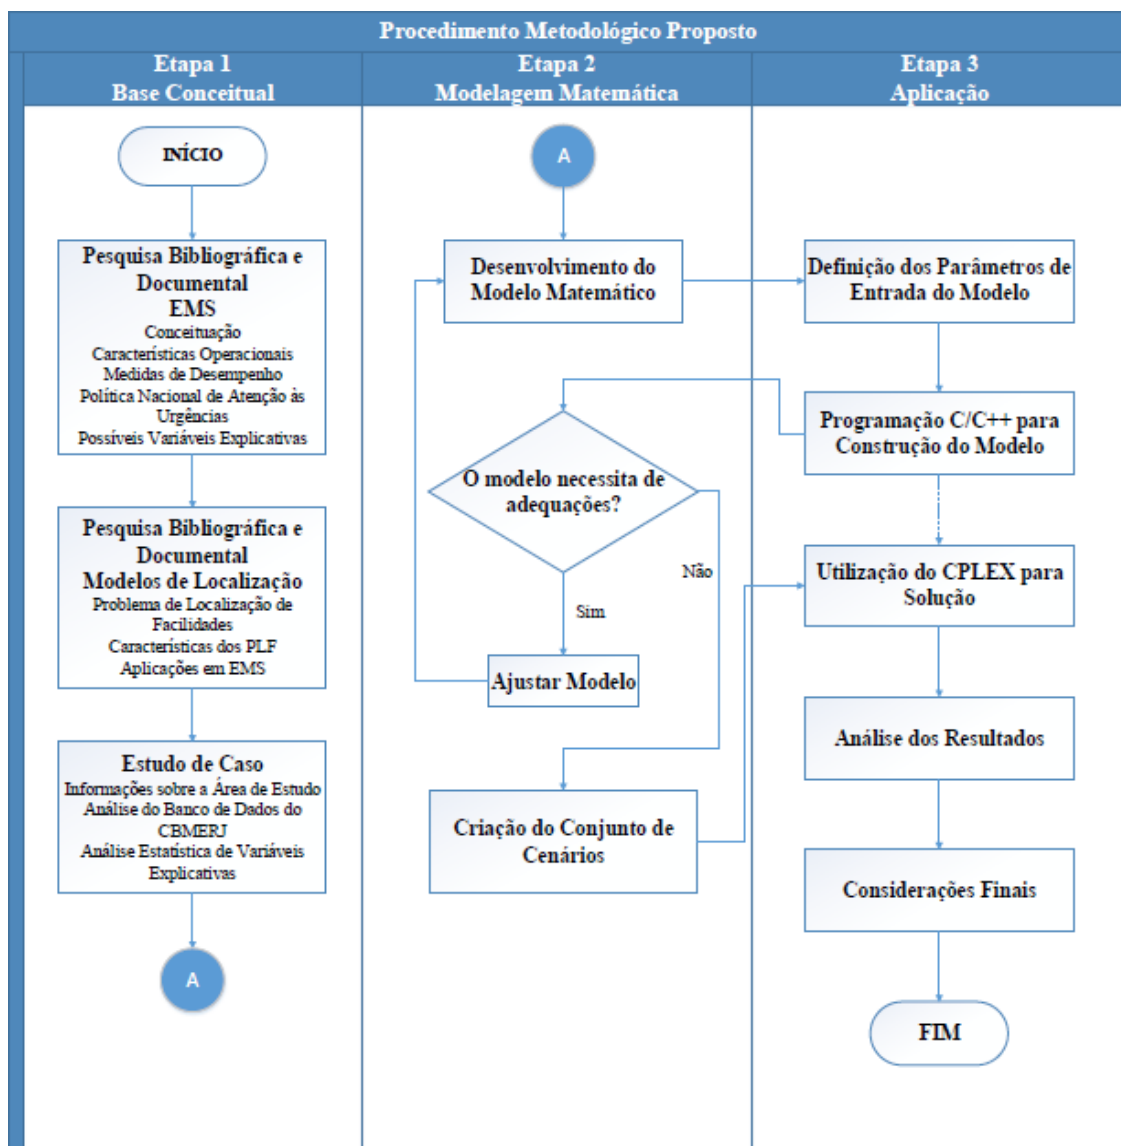 Procedimento Metodológico Proposto
Etapa 1
Base Conceitual
Etapa 2
Modelagem Matemática
Etapa 3
Aplicação
INÍCIO
Pesquisa Bibliográfica e
Documental
EMS
Conceituação
Características Operacionais
Medidas de Desempenho
Política Nacional de Atenção às
Urgências
Possíveis Variáveis Explicativas
Pesquisa Bibliográfica e
Documental
Modelos de Localização
Problema de Localização de
Facilidades
Características dos PLF
Aplicações em EMS
Estudo de Caso
Informações sobre a Área de Estudo
Análise do Banco de Dados do
CBMERJ
Análise Estatística de Variáveis
Explicativas
A
A
Desenvolvimento do
Modelo Matemático
O modelo necessita de
adequações?
Não
Sim
Ajustar Modelo
Criação do Conjunto de
Cenários
Definição dos Parâmetros de
Entrada do Modelo
Programação C/C++ para
Construção do Modelo
Utilização do CPLEX para
Solução
Análise dos Resultados
Considerações Finais
FIM